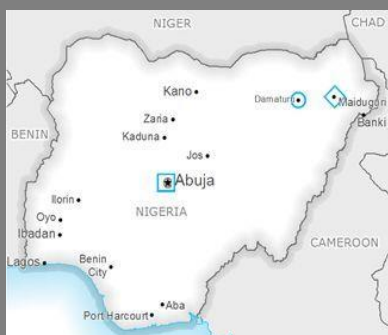 NIGER
CHAD
Kano
Damaturu
Maiduguri
Banki
Zaria
Kaduna
BENIN
Jos
Abuja
Ilorin
NIGERIA
Oyo
Ibadan
CAMEROON
Lagos
Benin
City
Aba
Port Harcourt